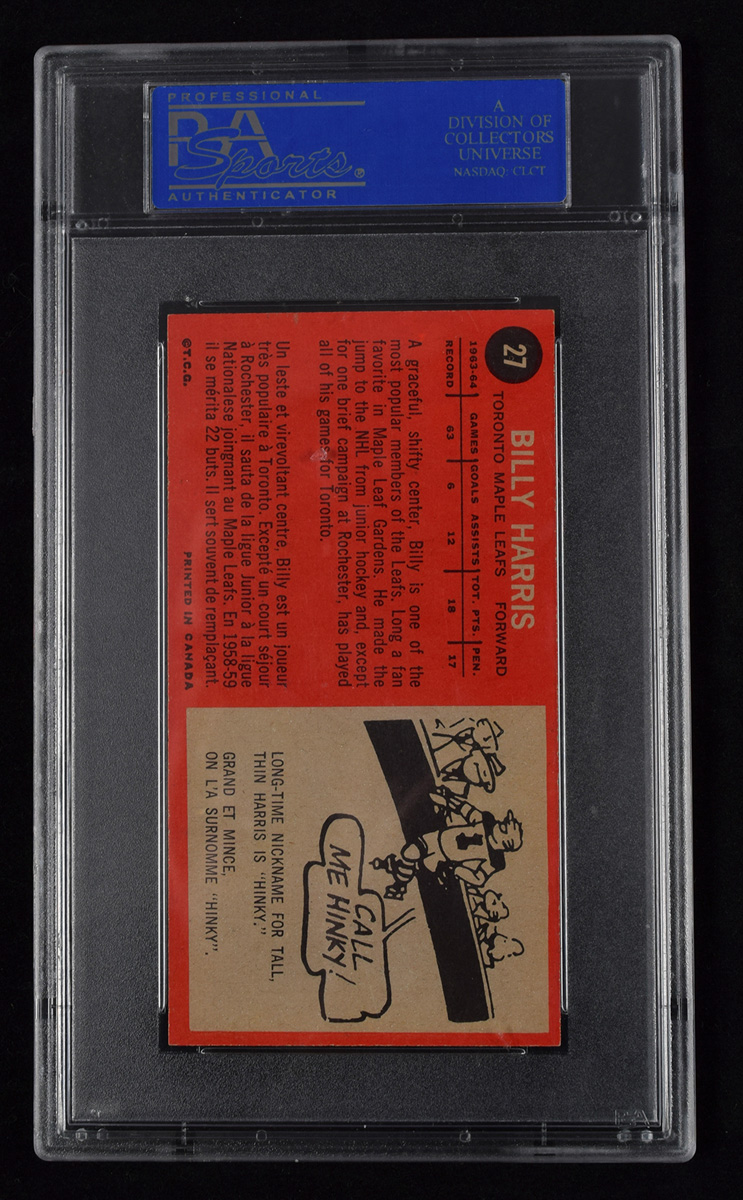 PROFESSIONAL
PSA
Sports
AUTHENTICATOR
A
DIVISION OF
COLLECTORS
UNIVERSE
NASDAQ: CLCT
27
BILLY HARRIS
TORONTO MAPLE LEAFS FORWARD
1963-64 GAMES GOALS ASSISTS TOT. PTS. PEN.
RECORD 63 6 12 18 17
A graceful, shifty center, Billy is one of the
most popular members of the Leafs. Long a fan
favorite in Maple Leaf Gardens. He made the
jump to the NHL from junior hockey and, except
for one brief campaign at Rochester, has played
all of his games for Toronto.
Un leste et virevoltant centre, Billy est un joueur
très populaire à Toronto. Excepté un court séjour
à Rochester, il sauta de la ligue Junior à la ligue
Nationalese joingnant au Maple Leafs. En 1958-59
il se mérita 22 buts. Il sert souvent de remplaçant.
©T.C.G. PRINTED IN CANADA
CALL
ME HINKY!
LONG-TIME NICKNAME FOR TALL,
THIN HARRIS IS "HINKY."
GRAND ET MINCE,
ON L'A SURNOMME "HINKY".
PSA